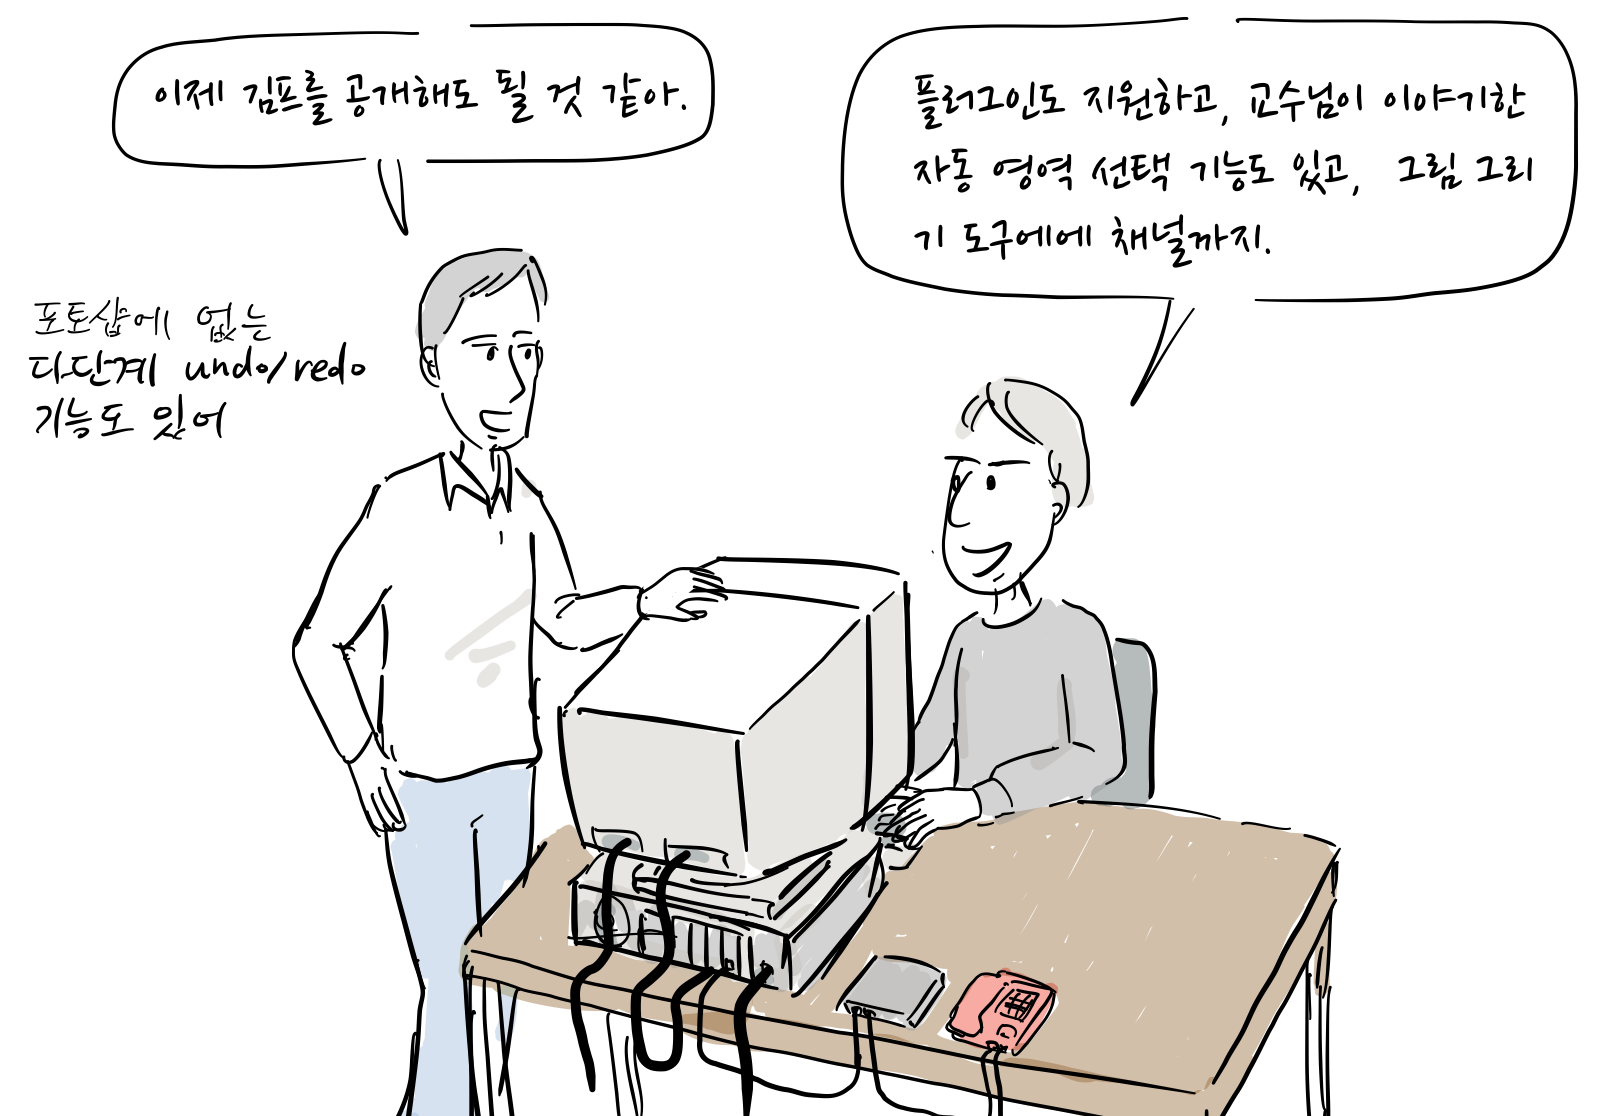 이제 김프를 공개해도 될 것 같아.
플러그인도 지원하고, 교수님이 이야기한
자동 영역 선택 기능도 있고, 그림 그리
기 도구에에 채널까지.
포토샵에 없는
다단계 undo/redo
기능도 있어